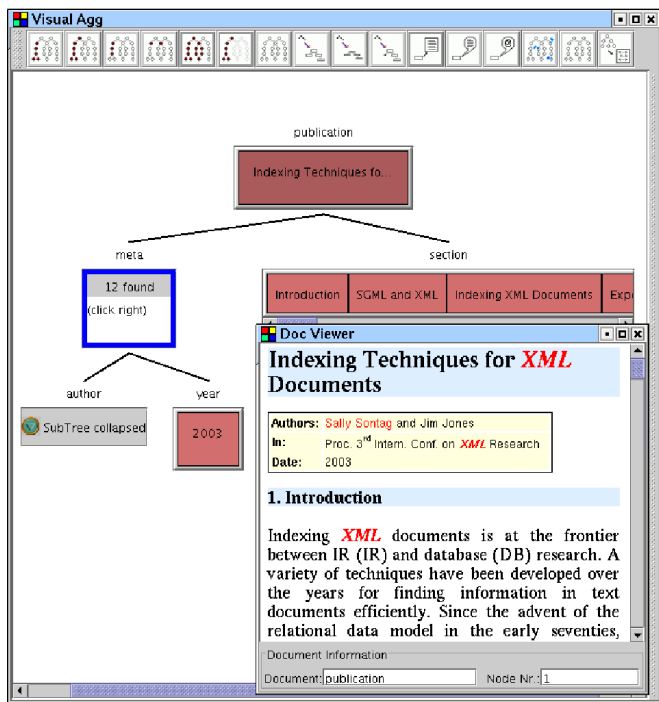 Visual Agg
publication
Indexing Techniques fo...
meta
section
12 found
(click right)
Introduction
SGML and XML
Indexing XML Documents
Expe
author
year
SubTree collapsed
2003
Doc Viewer
Indexing Techniques for XML
Documents
Authors: Sally Sontag and Jim Jones
In: Proc. 3rd Intern. Conf. on XML Research
Date: 2003
1. Introduction
Indexing XML documents is at the frontier
between IR (IR) and database (DB) research. A
variety of techniques have been developed over
the years for finding information in text
documents efficiently. Since the advent of the
relational data model in the early seventies,
Document Information
Document: publication Node Nr.: 1